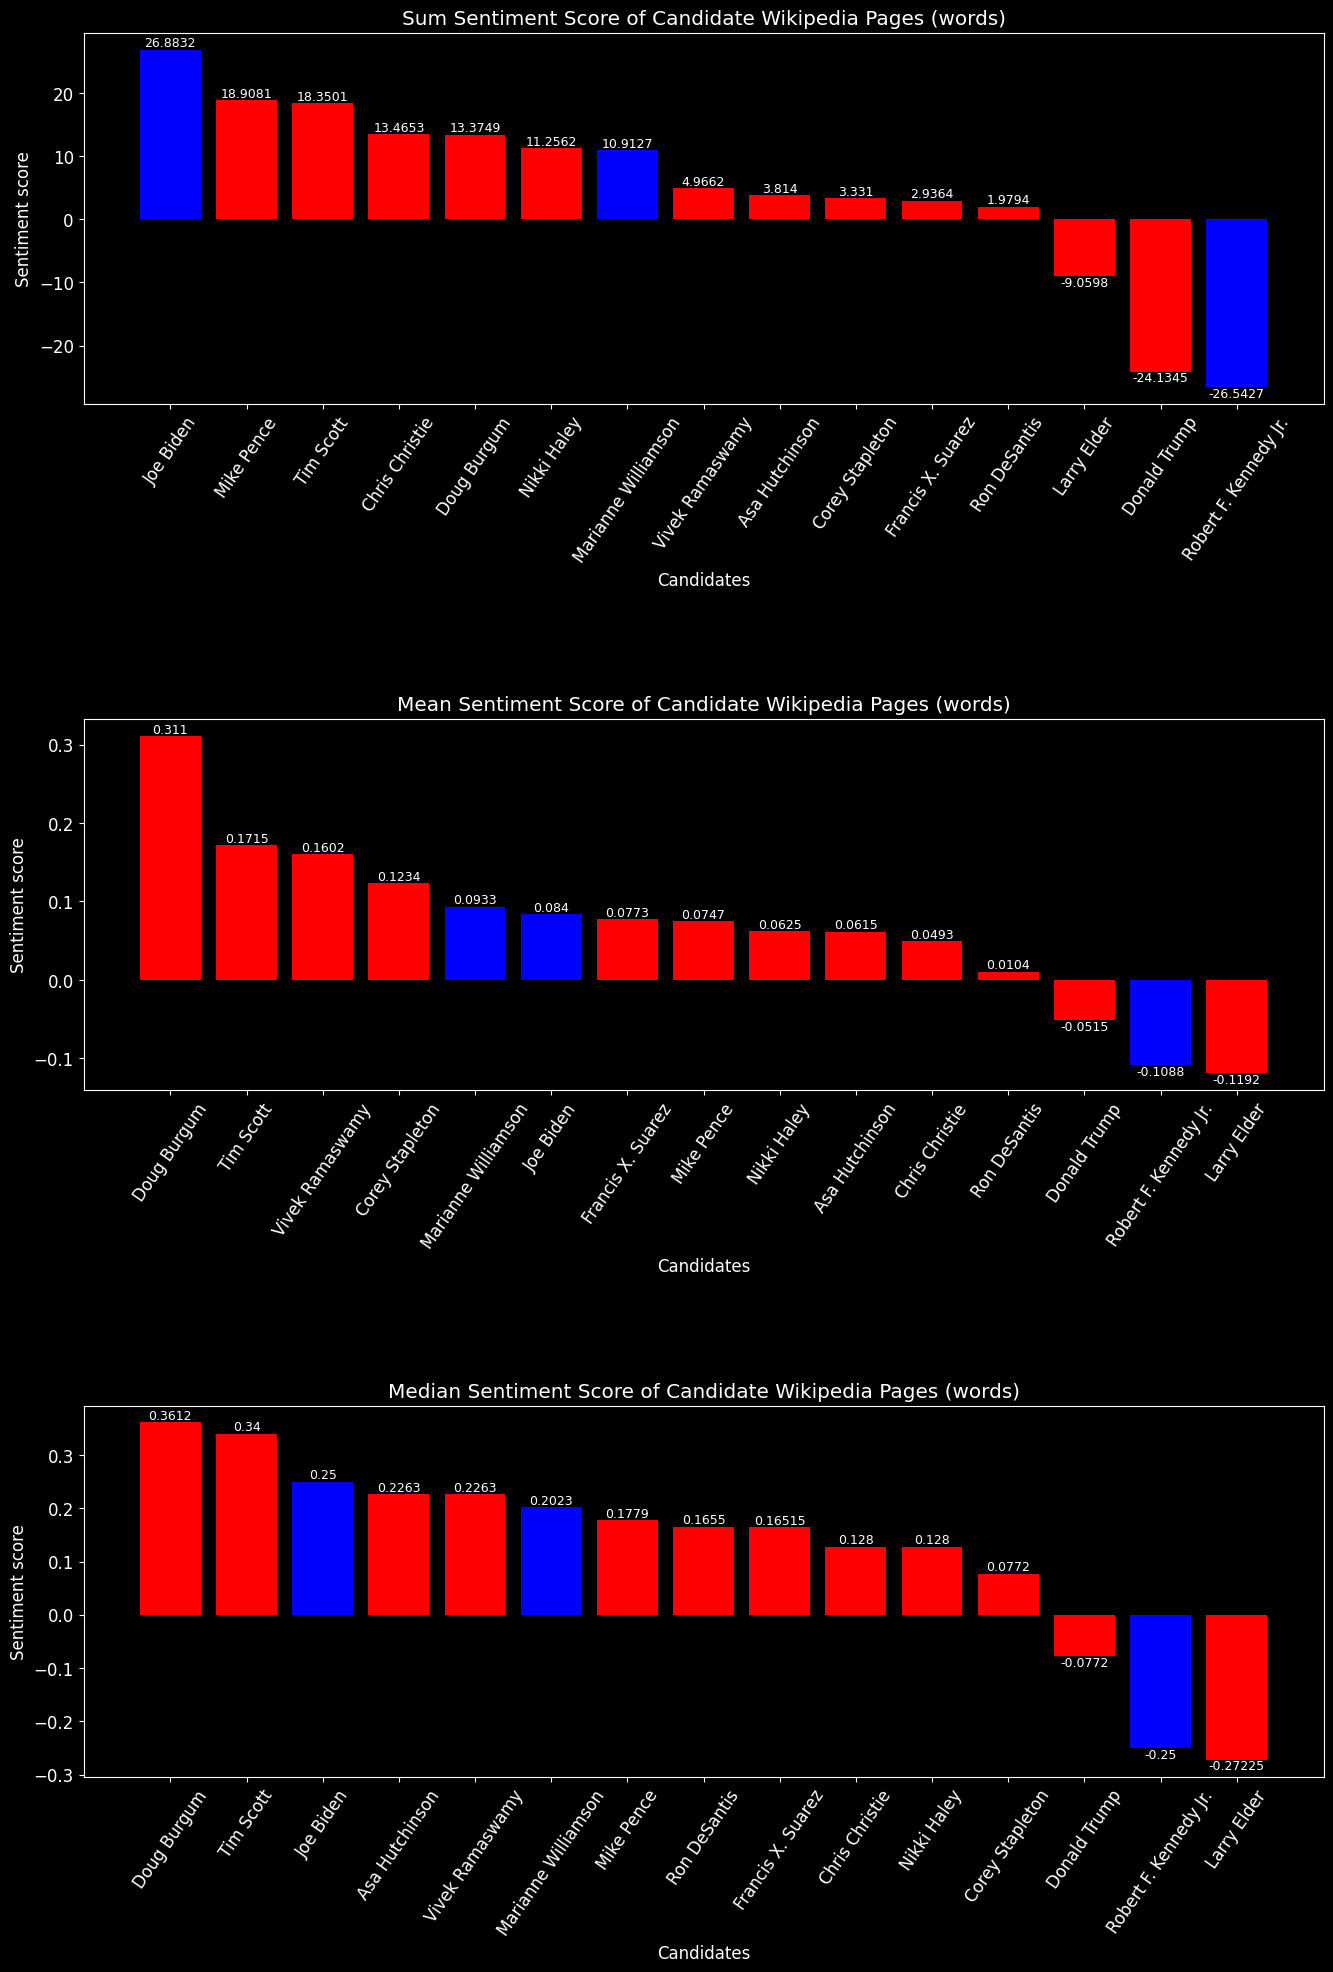 Sum Sentiment Score of Candidate Wikipedia Pages (words)
26.8832
18.9081
18.3501
13.4653
13.3749
11.2562
10.9127
4.9662
3.814
3.331
2.9364
1.9794
-9.0598
-24.1345
-26.5427
20
10
0
−10
−20
Sentiment score
Joe Biden
Mike Pence
Tim Scott
Chris Christie
Doug Burgum
Nikki Haley
Marianne Williamson
Vivek Ramaswamy
Asa Hutchinson
Corey Stapleton
Francis X. Suarez
Ron DeSantis
Larry Elder
Donald Trump
Robert F. Kennedy Jr.
Candidates
Mean Sentiment Score of Candidate Wikipedia Pages (words)
0.311
0.1715
0.1602
0.1234
0.0933
0.084
0.0773
0.0747
0.0625
0.0615
0.0493
0.0104
-0.0515
-0.1088
-0.1192
0.3
0.2
0.1
0.0
−0.1
Sentiment score
Doug Burgum
Tim Scott
Vivek Ramaswamy
Corey Stapleton
Marianne Williamson
Joe Biden
Francis X. Suarez
Mike Pence
Nikki Haley
Asa Hutchinson
Chris Christie
Ron DeSantis
Donald Trump
Robert F. Kennedy Jr.
Larry Elder
Candidates
Median Sentiment Score of Candidate Wikipedia Pages (words)
0.3612
0.34
0.25
0.2263
0.2263
0.2023
0.1779
0.1655
0.16515
0.128
0.128
0.0772
-0.0772
-0.25
-0.27225
0.3
0.2
0.1
0.0
−0.1
−0.2
−0.3
Sentiment score
Doug Burgum
Tim Scott
Joe Biden
Asa Hutchinson
Vivek Ramaswamy
Marianne Williamson
Mike Pence
Ron DeSantis
Francis X. Suarez
Chris Christie
Nikki Haley
Corey Stapleton
Donald Trump
Robert F. Kennedy Jr.
Larry Elder
Candidates